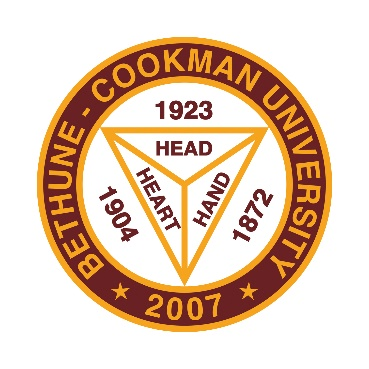 BETHUNE - COOKMAN UNIVERSITY
1923
HEAD
HEART
HAND
1904
1872
★ 2007 ★